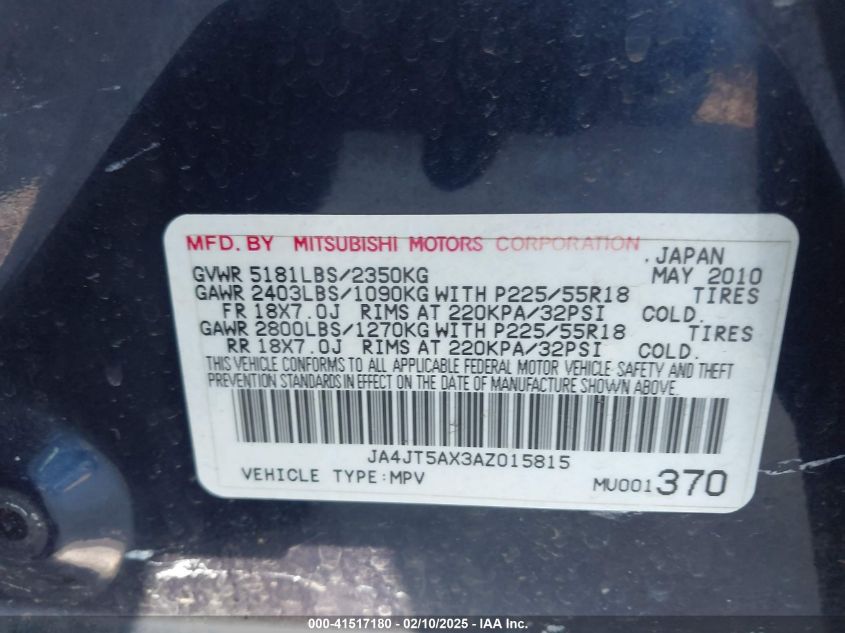 MFD. BY MITSUBISHI MOTORS CORPORATION . JAPAN
GVWR 5181LBS/2350KG MAY 2010
GAWR 2403LBS/1090KG WITH P225/55R18 TIRES
FR 18X7.0J RIMS AT 220KPA/32PSI COLD.
GAWR 2800LBS/1270KG WITH P225/55R18 TIRES
RR 18X7.0J RIMS AT 220KPA/32PSI COLD.
THIS VEHICLE CONFORMS TO ALL APPLICABLE FEDERAL MOTOR VEHICLE SAFETY AND THEFT
PREVENTION STANDARDS IN EFFECT ON THE DATE OF MANUFACTURE SHOWN ABOVE.
JA4JT5AX3AZ015815
VEHICLE TYPE:MPV MU001370
000-41517180 - 02/10/2025 - IAA Inc.